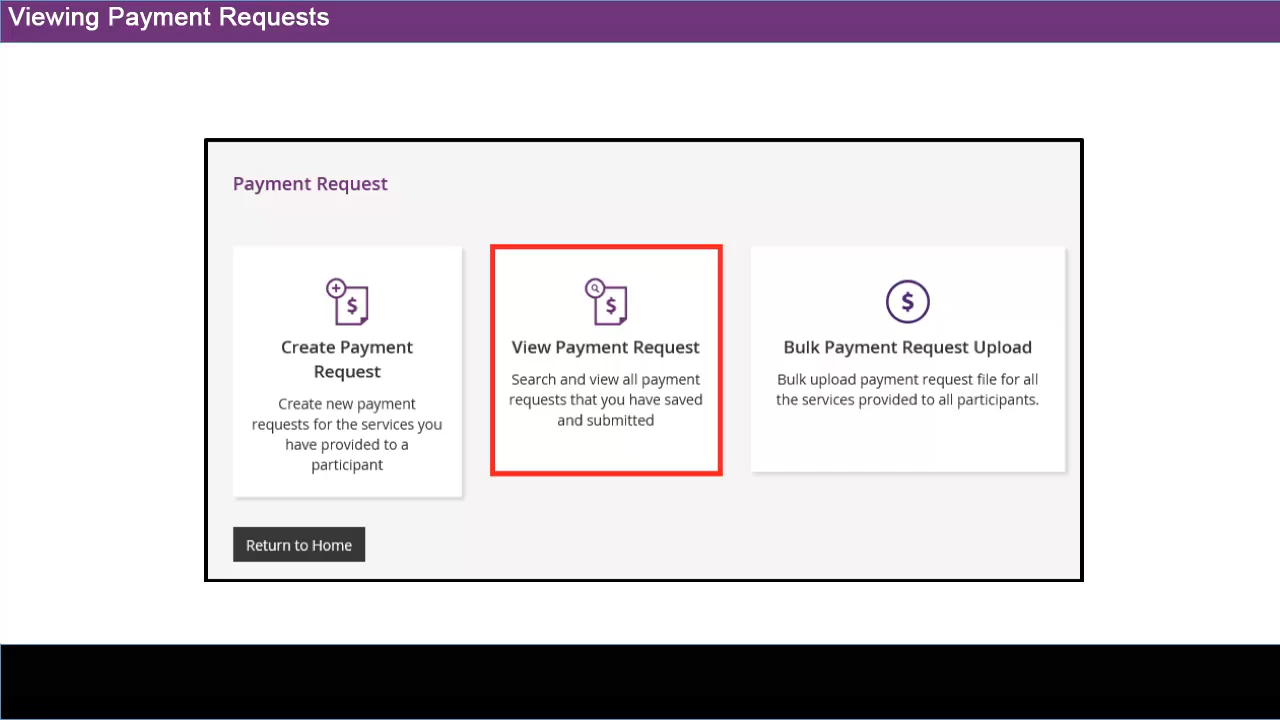 Viewing Payment Requests
Payment Request
Create Payment
Request
Create new payment
requests for the services you
have provided to a
participant
View Payment Request
Search and view all payment
requests that you have saved
and submitted
Bulk Payment Request Upload
Bulk upload payment request file for all
the services provided to all participants.
Return to Home